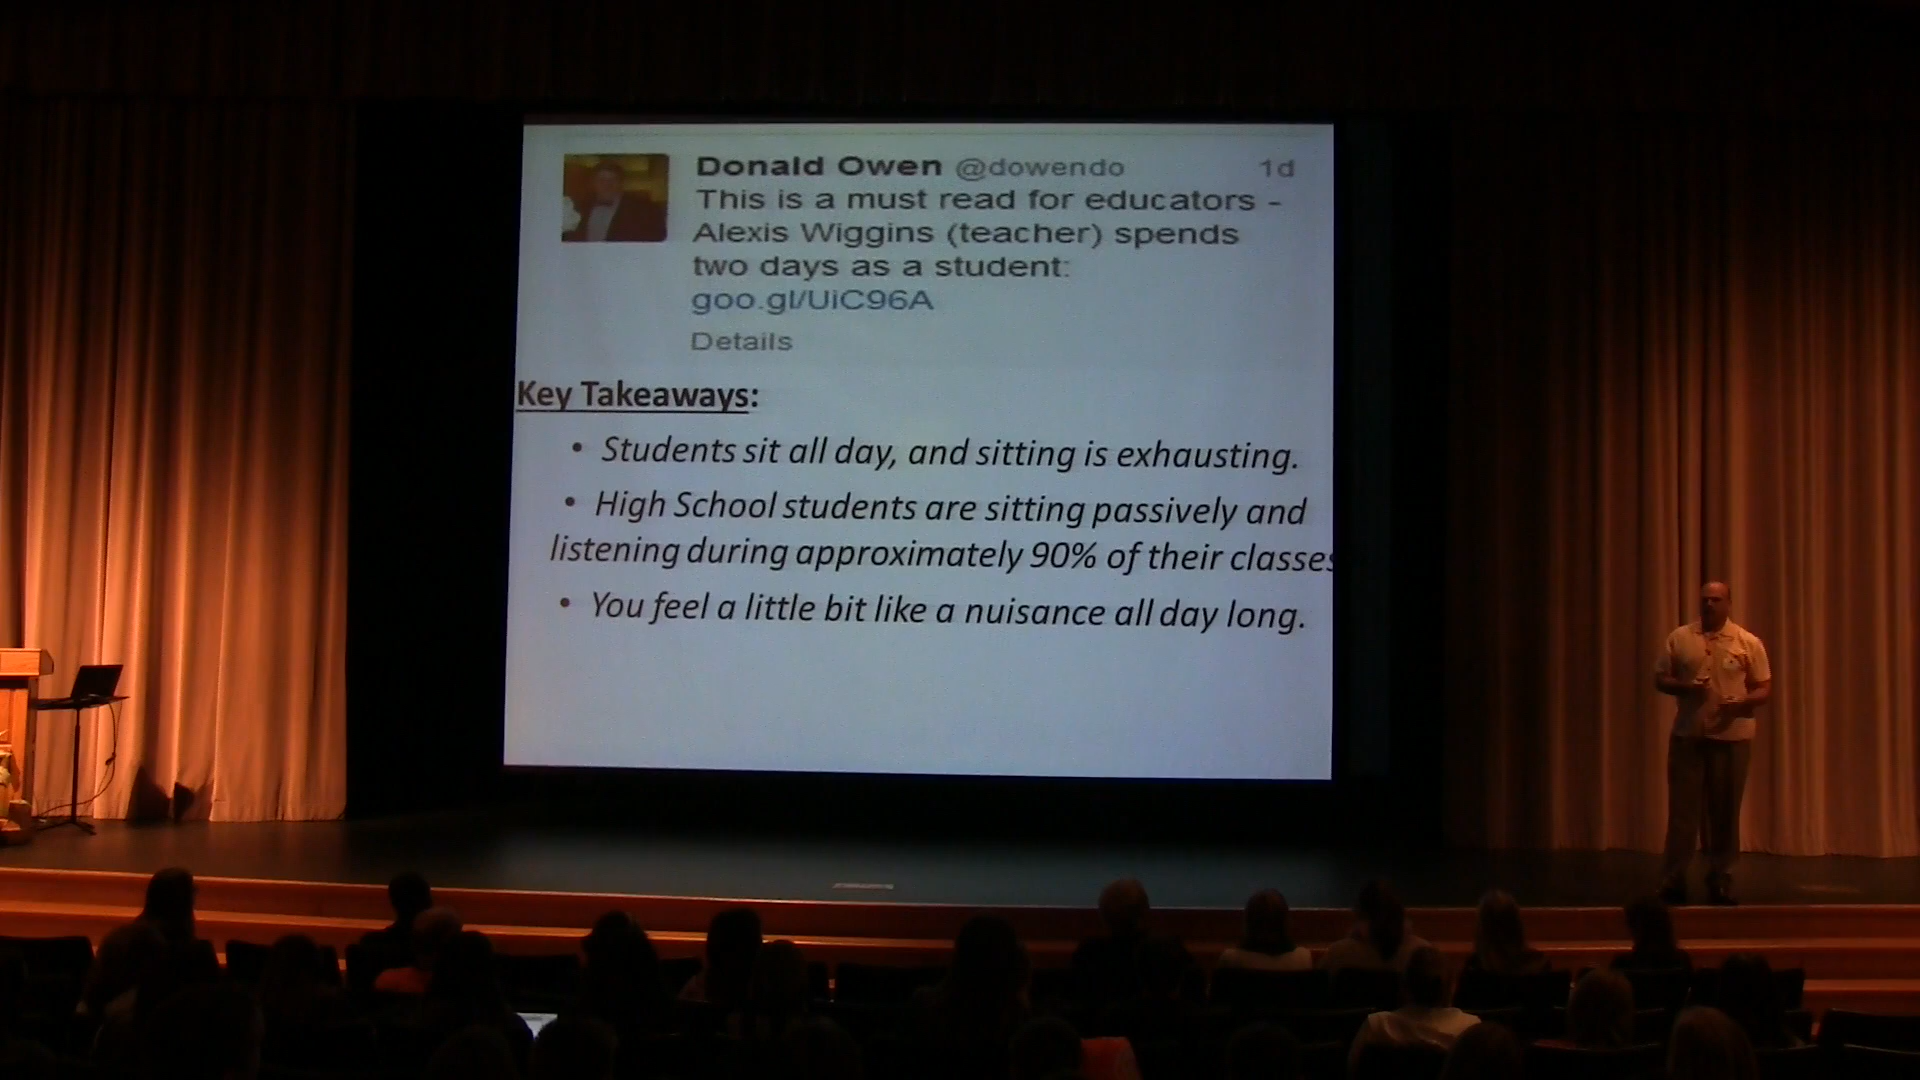 Donald Owen @dowendo 1d
This is a must read for educators -
Alexis Wiggins (teacher) spends
two days as a student:
goo.gl/UiC96A
Details
Key Takeaways:
• Students sit all day, and sitting is exhausting.
• High School students are sitting passively and
listening during approximately 90% of their classes
• You feel a little bit like a nuisance all day long.